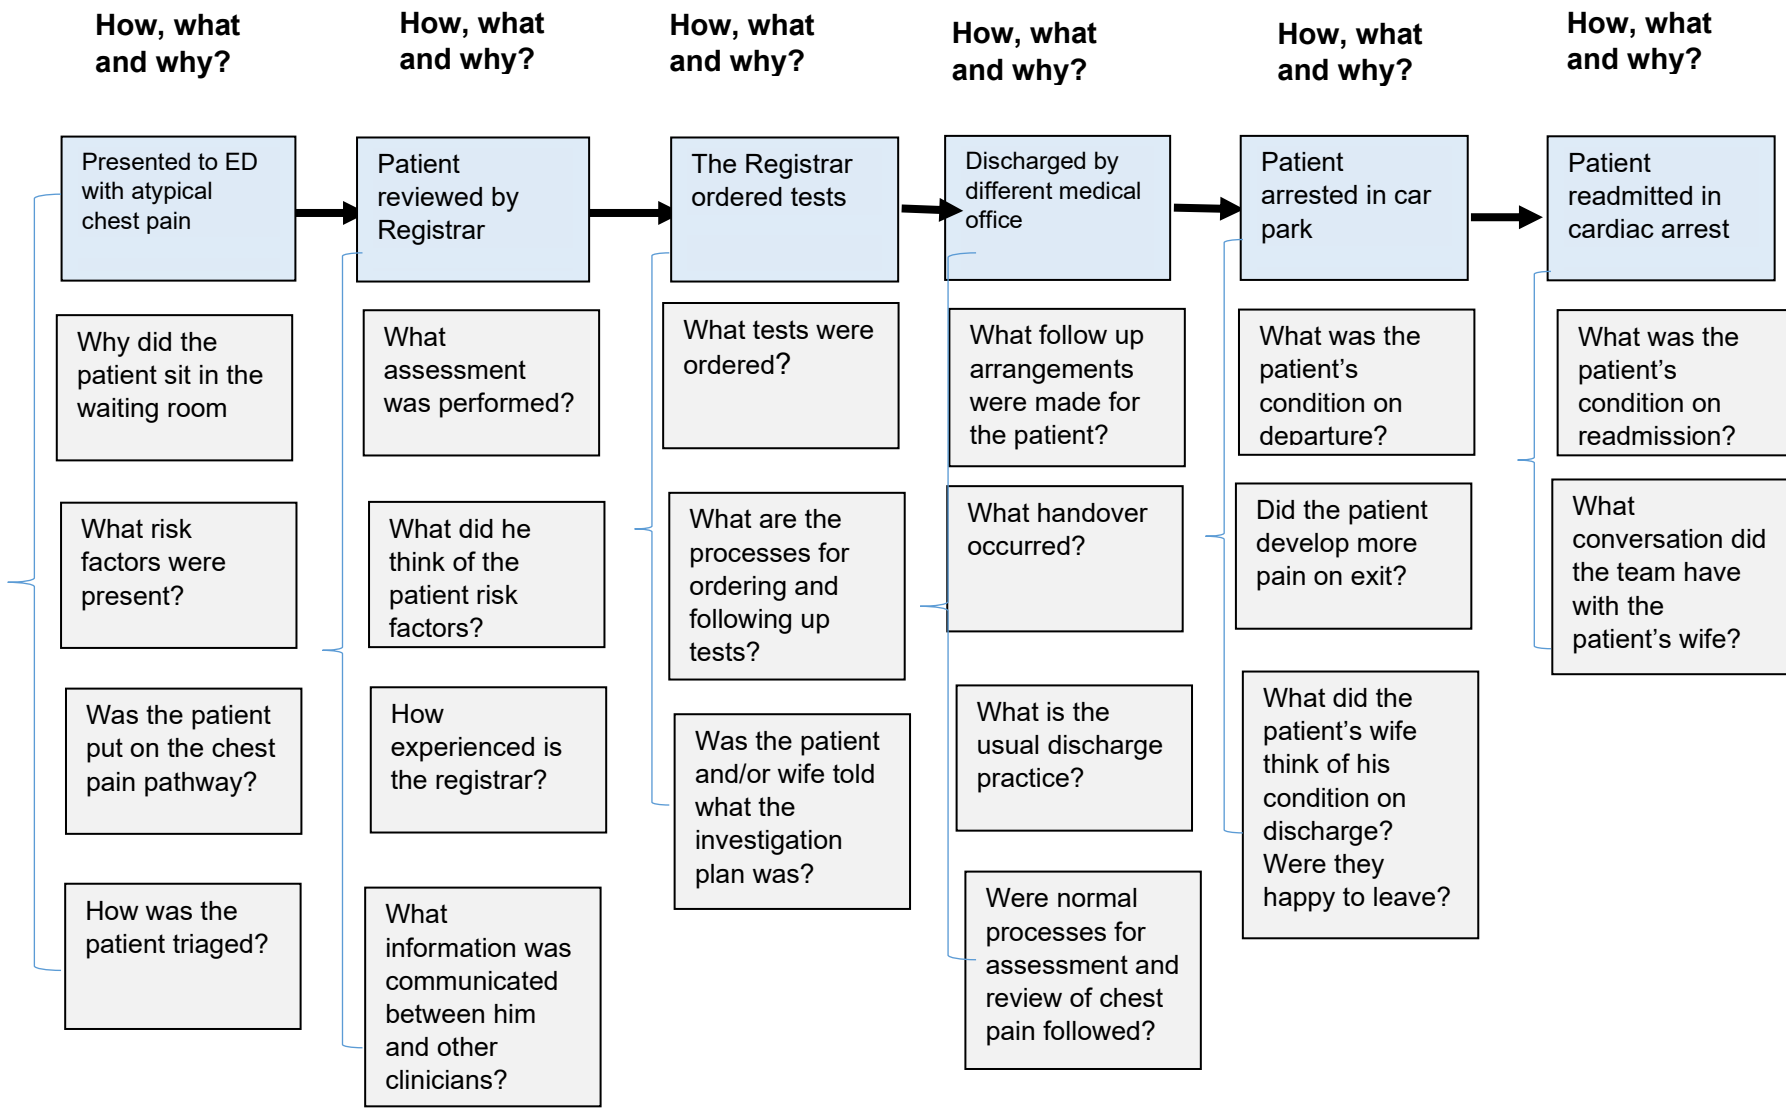 How, what
and why?
How, what
and why?
How, what
and why?
How, what
and why?
How, what
and why?
How, what
and why?
Presented to ED
with atypical
chest pain
Patient
reviewed by
Registrar
The Registrar
ordered tests
Discharged by
different medical
office
Patient
arrested in car
park
Patient
readmitted in
cardiac arrest
Why did the
patient sit in the
waiting room
What risk
factors were
present?
Was the patient
put on the chest
pain pathway?
How was the
patient triaged?
What
assessment
was performed?
What did he
think of the
patient risk
factors?
How
experienced is
the registrar?
What
information was
communicated
between him
and other
clinicians?
What tests were
ordered?
What are the
processes for
ordering and
following up
tests?
Was the patient
and/or wife told
what the
investigation
plan was?
What follow up
arrangements
were made for
the patient?
What handover
occurred?
What is the
usual discharge
practice?
Were normal
processes for
assessment and
review of chest
pain followed?
What was the
patient’s
condition on
departure?
Did the patient
develop more
pain on exit?
What did the
patient’s wife
think of his
condition on
discharge?
Were they
happy to leave?
What was the
patient’s
condition on
readmission?
What
conversation did
the team have
with the
patient’s wife?